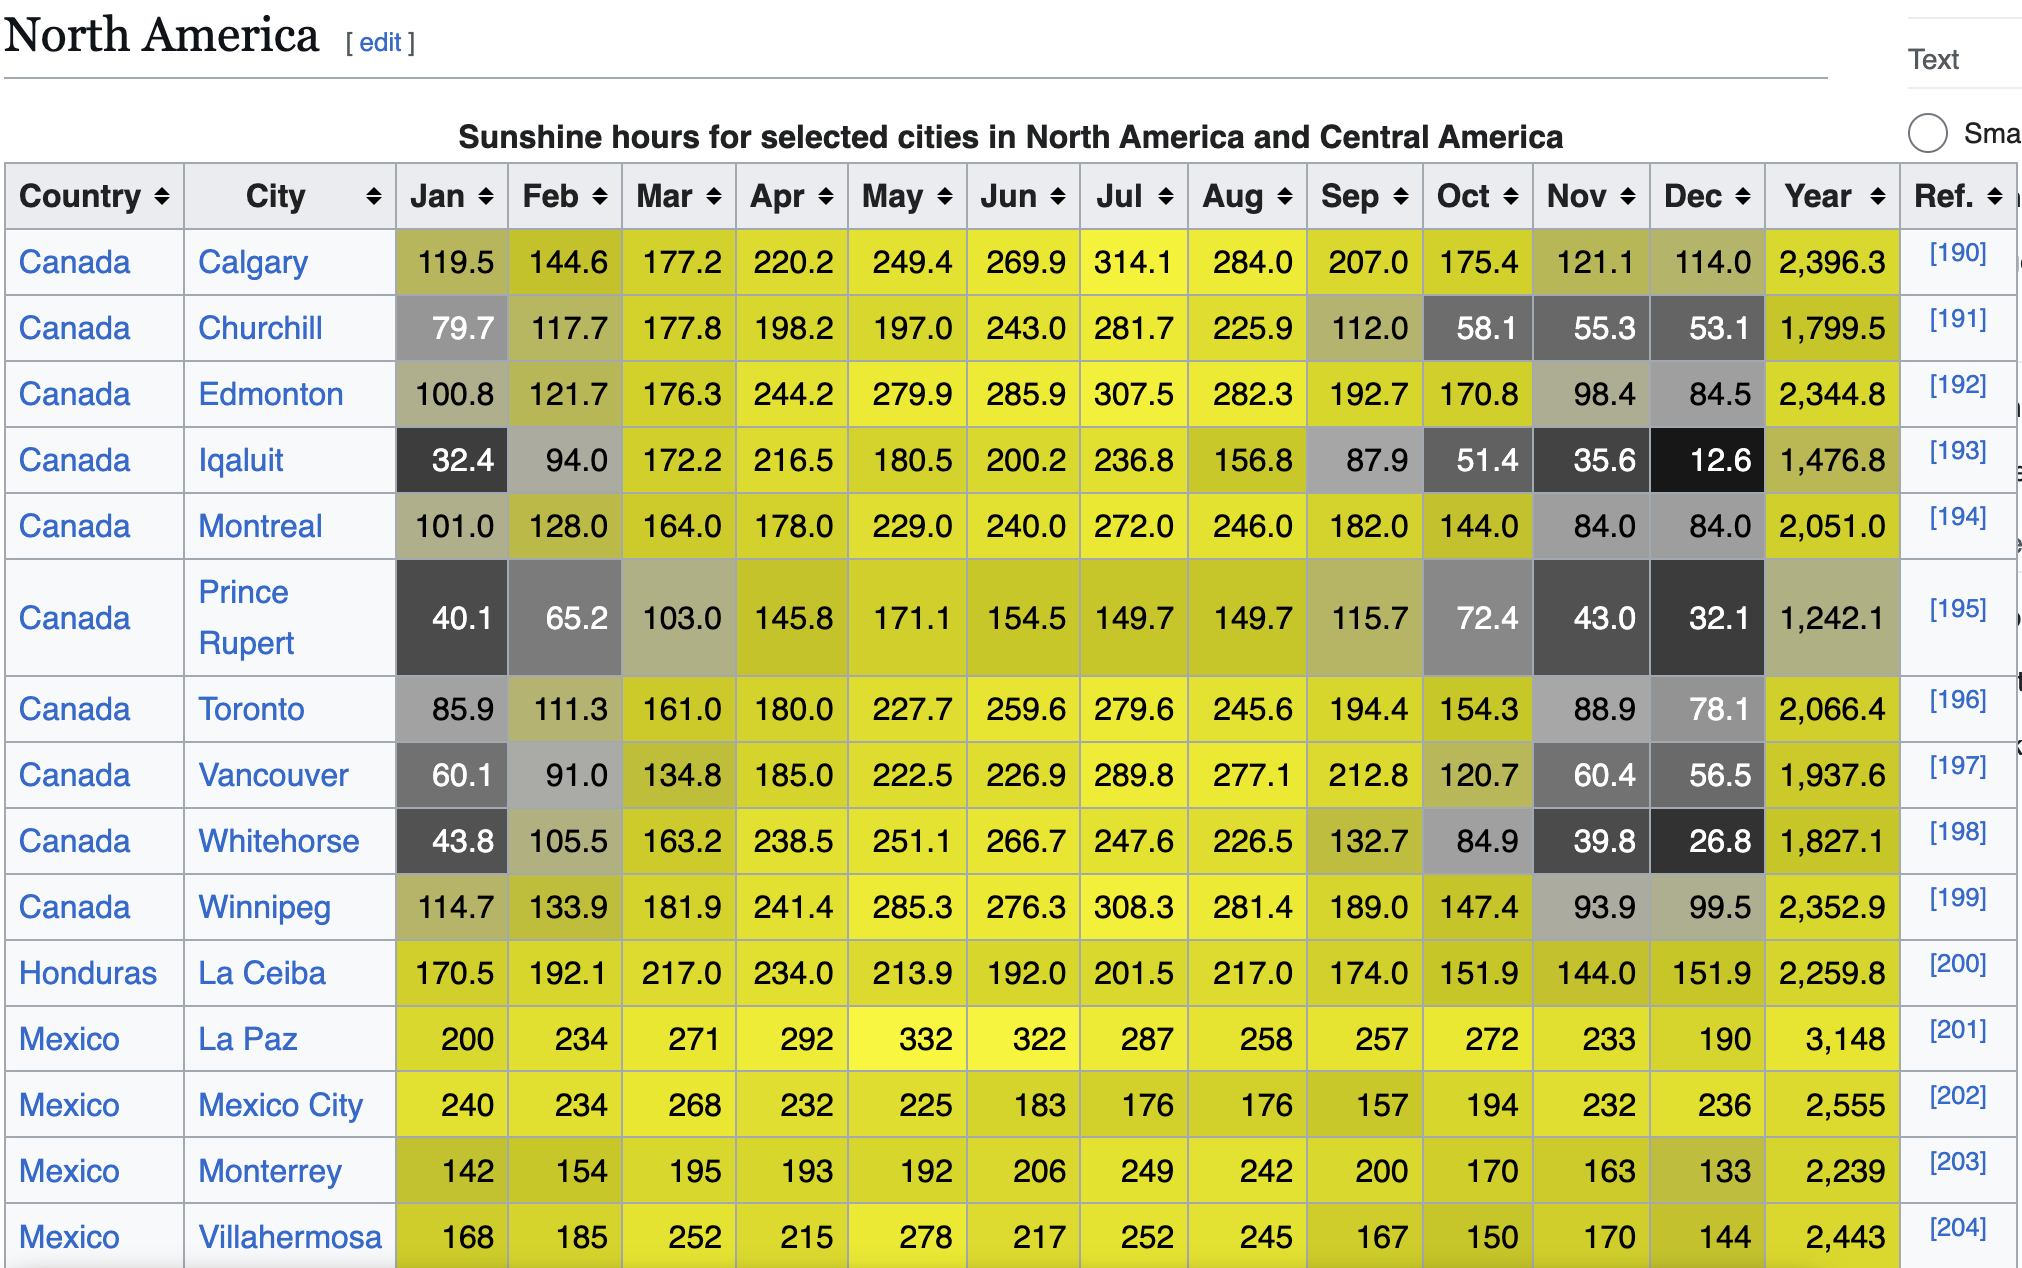 North America [ edit ]
Text
Sunshine hours for selected cities in North America and Central America
Sma
Country City Jan Feb Mar Apr May Jun Jul Aug Sep Oct Nov Dec Year Ref.
Canada Calgary 119.5 144.6 177.2 220.2 249.4 269.9 314.1 284.0 207.0 175.4 121.1 114.0 2,396.3 [190]
Canada Churchill 79.7 117.7 177.8 198.2 197.0 243.0 281.7 225.9 112.0 58.1 55.3 53.1 1,799.5 [191]
Canada Edmonton 100.8 121.7 176.3 244.2 279.9 285.9 307.5 282.3 192.7 170.8 98.4 84.5 2,344.8 [192]
Canada Iqaluit 32.4 94.0 172.2 216.5 180.5 200.2 236.8 156.8 87.9 51.4 35.6 12.6 1,476.8 [193]
Canada Montreal 101.0 128.0 164.0 178.0 229.0 240.0 272.0 246.0 182.0 144.0 84.0 84.0 2,051.0 [194]
Canada Prince Rupert 40.1 65.2 103.0 145.8 171.1 154.5 149.7 149.7 115.7 72.4 43.0 32.1 1,242.1 [195]
Canada Toronto 85.9 111.3 161.0 180.0 227.7 259.6 279.6 245.6 194.4 154.3 88.9 78.1 2,066.4 [196]
Canada Vancouver 60.1 91.0 134.8 185.0 222.5 226.9 289.8 277.1 212.8 120.7 60.4 56.5 1,937.6 [197]
Canada Whitehorse 43.8 105.5 163.2 238.5 251.1 266.7 247.6 226.5 132.7 84.9 39.8 26.8 1,827.1 [198]
Canada Winnipeg 114.7 133.9 181.9 241.4 285.3 276.3 308.3 281.4 189.0 147.4 93.9 99.5 2,352.9 [199]
Honduras La Ceiba 170.5 192.1 217.0 234.0 213.9 192.0 201.5 217.0 174.0 151.9 144.0 151.9 2,259.8 [200]
Mexico La Paz 200 234 271 292 332 322 287 258 257 272 233 190 3,148 [201]
Mexico Mexico City 240 234 268 232 225 183 176 176 157 194 232 236 2,555 [202]
Mexico Monterrey 142 154 195 193 192 206 249 242 200 170 163 133 2,239 [203]
Mexico Villahermosa 168 185 252 215 278 217 252 245 167 150 170 144 2,443 [204]